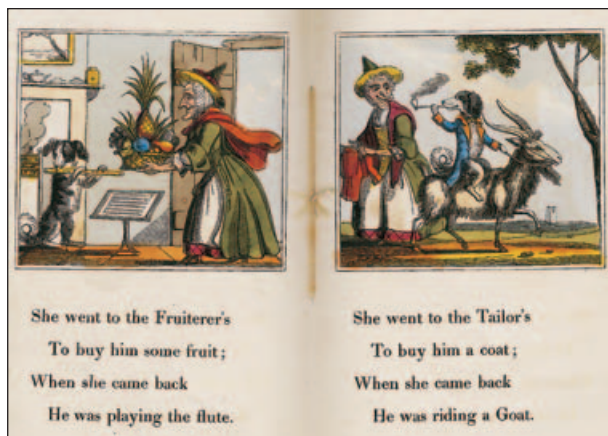 She went to the Fruiterer's
To buy him some fruit;
When she came back
He was playing the flute.
She went to the Tailor's
To buy him a coat;
When she came back
He was riding a Goat.